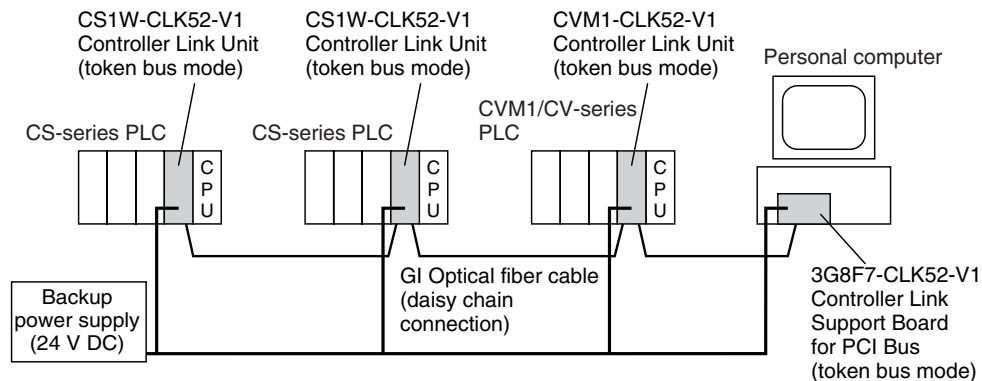 CS1W-CLK52-V1
Controller Link Unit
(token bus mode)
CS1W-CLK52-V1
Controller Link Unit
(token bus mode)
CVM1-CLK52-V1
Controller Link Unit
(token bus mode)
Personal computer
CS-series PLC
CS-series PLC
CVM1/CV-series
PLC
C
P
U
C
P
U
C
P
U
Backup
power supply
(24 V DC)
GI Optical fiber cable
(daisy chain
connection)
3G8F7-CLK52-V1
Controller Link
Support Board
for PCI Bus
(token bus mode)